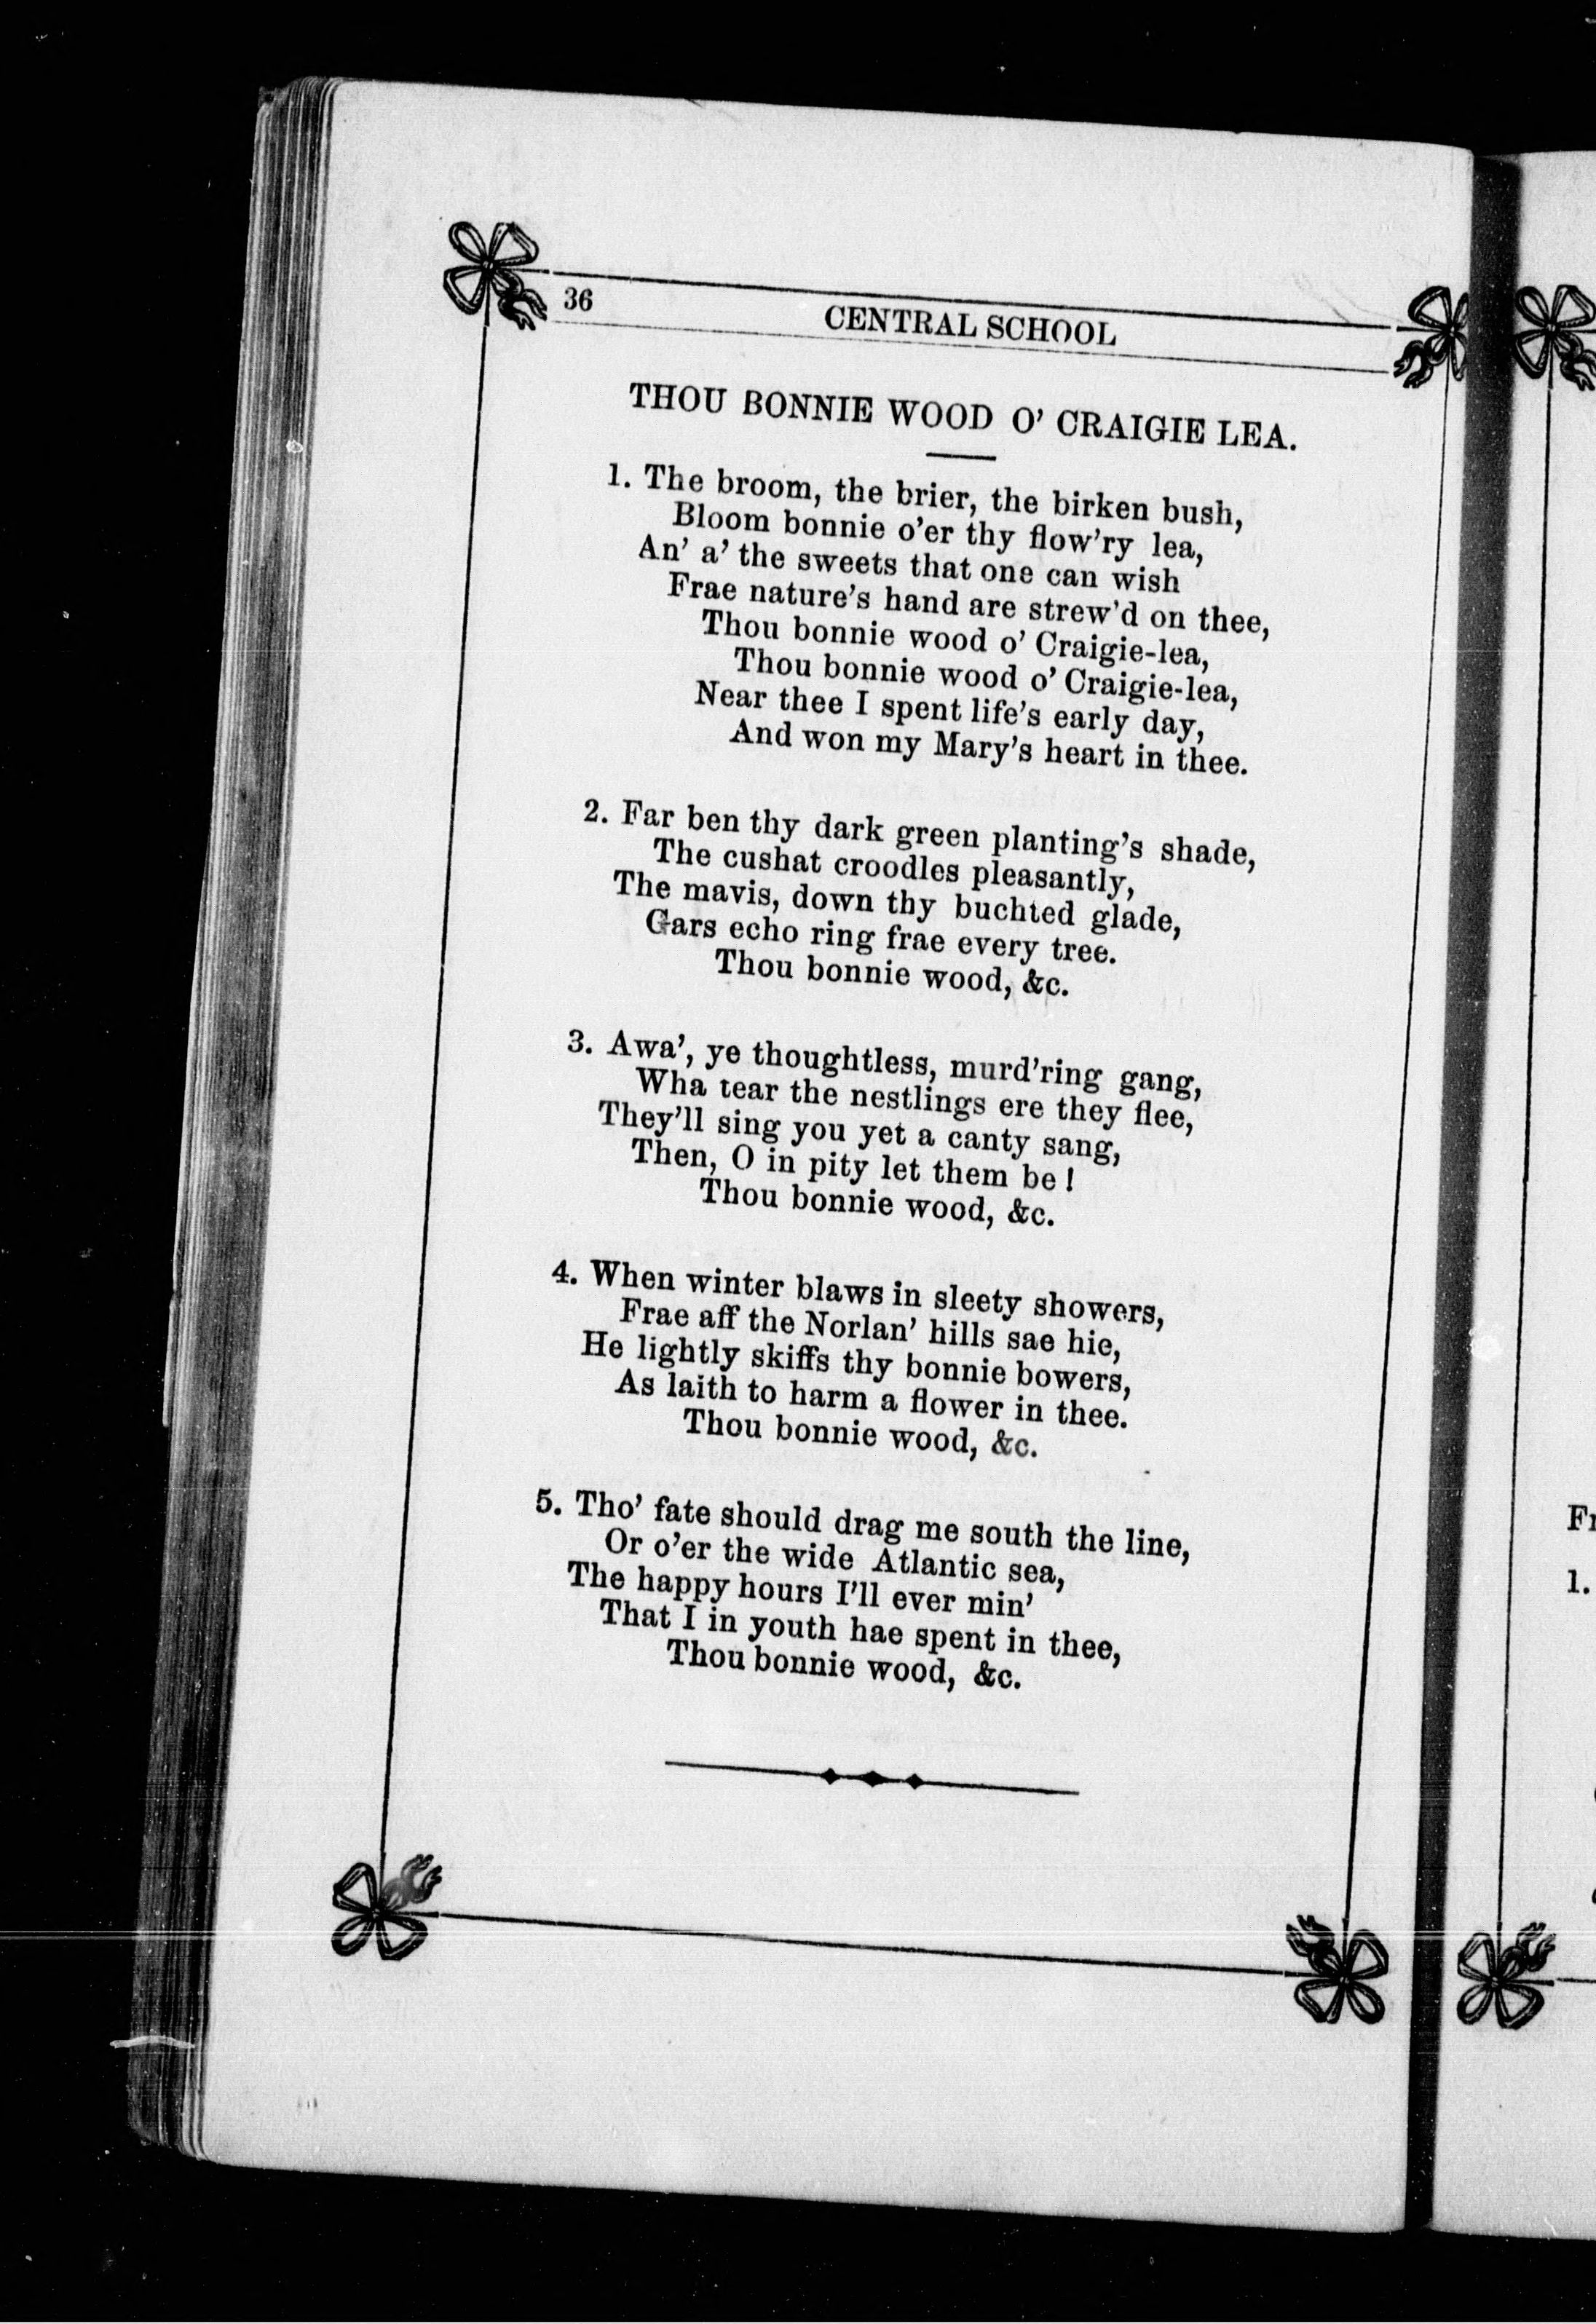 36
CENTRAL SCHOOL
THOU BONNIE WOOD O' CRAIGIE LEA.
1. The broom, the brier, the birken bush,
Bloom bonnie o'er thy flow'ry lea,
An' a' the sweets that one can wish
Frae nature's hand are strew'd on thee,
Thou bonnie wood o' Craigie-lea,
Thou bonnie wood o' Craigie-lea,
Near thee I spent life's early day,
And won my Mary's heart in thee.
2. Far ben thy dark green planting's shade,
The cushat croodles pleasantly,
The mavis, down thy buchted glade,
Gars echo ring frae every tree.
Thou bonnie wood, &c.
3. Awa', ye thoughtless, murd'ring gang,
Wha tear the nestlings ere they flee,
They'll sing you yet a canty sang,
Then, O in pity let them be!
Thou bonnie wood, &c.
4. When winter blaws in sleety showers,
Frae aff the Norlan' hills sae hie,
He lightly skiffs thy bonnie bowers,
As laith to harm a flower in thee.
Thou bonnie wood, &c.
5. Tho' fate should drag me south the line,
Or o'er the wide Atlantic sea,
The happy hours I'll ever min'
That I in youth hae spent in thee,
Thou bonnie wood, &c.
1.